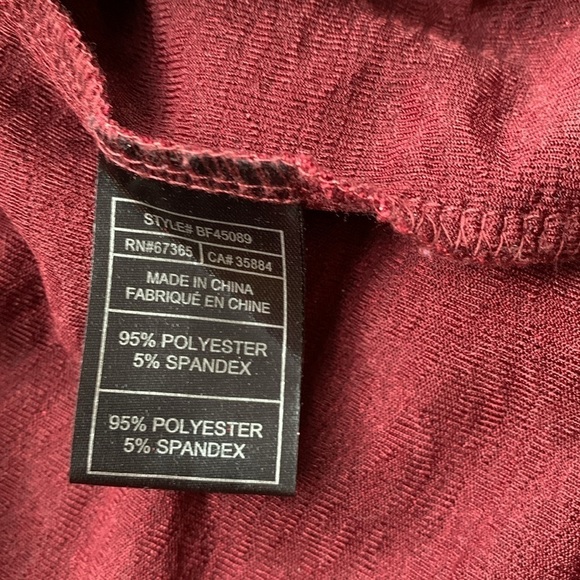 STYLE# BF45089
RN#67365 CA# 35884
MADE IN CHINA
FABRIQUÉ EN CHINE
95% POLYESTER
5% SPANDEX
95% POLYESTER
5% SPANDEX